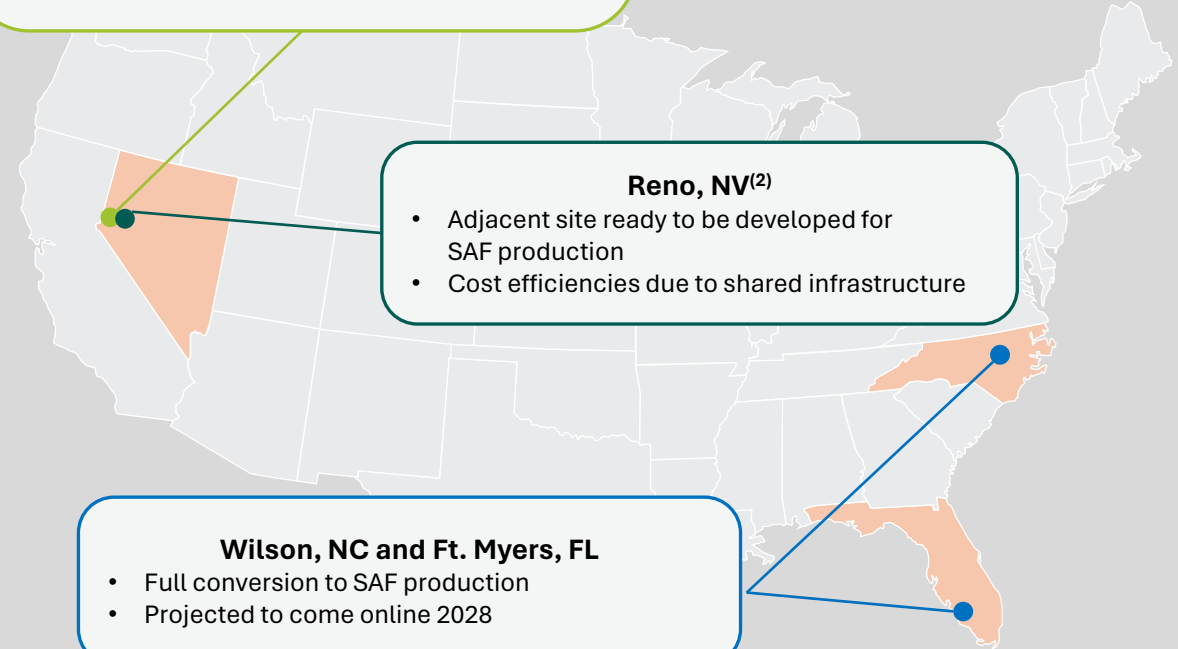 Reno, NV(2)
• Adjacent site ready to be developed for
SAF production
• Cost efficiencies due to shared infrastructure
Wilson, NC and Ft. Myers, FL
• Full conversion to SAF production
• Projected to come online 2028